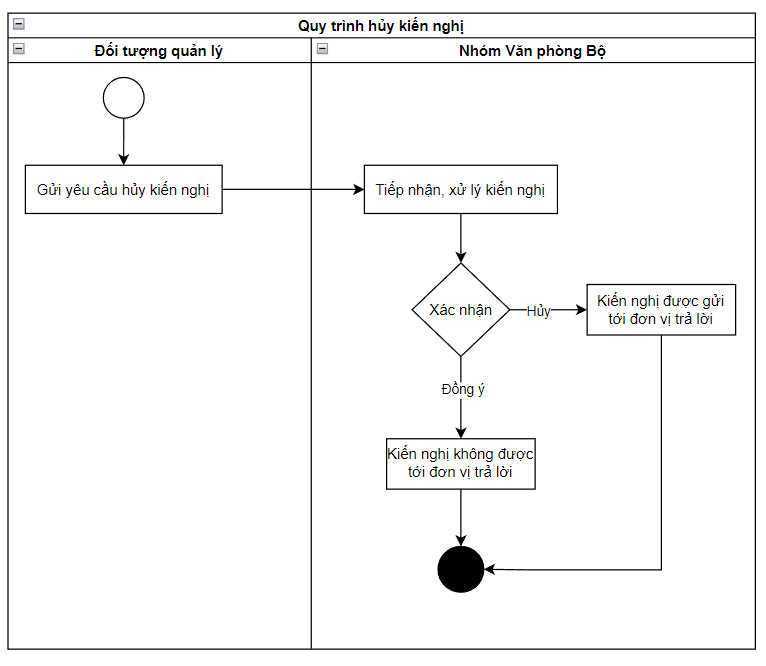 Quy trình hủy kiến nghị
Đối tượng quản lý
Nhóm Văn phòng Bộ
Gửi yêu cầu hủy kiến nghị
Tiếp nhận, xử lý kiến nghị
Xác nhận
Hủy
Kiến nghị được gửi
tới đơn vị trả lời
Đồng ý
Kiến nghị không được
tới đơn vị trả lời